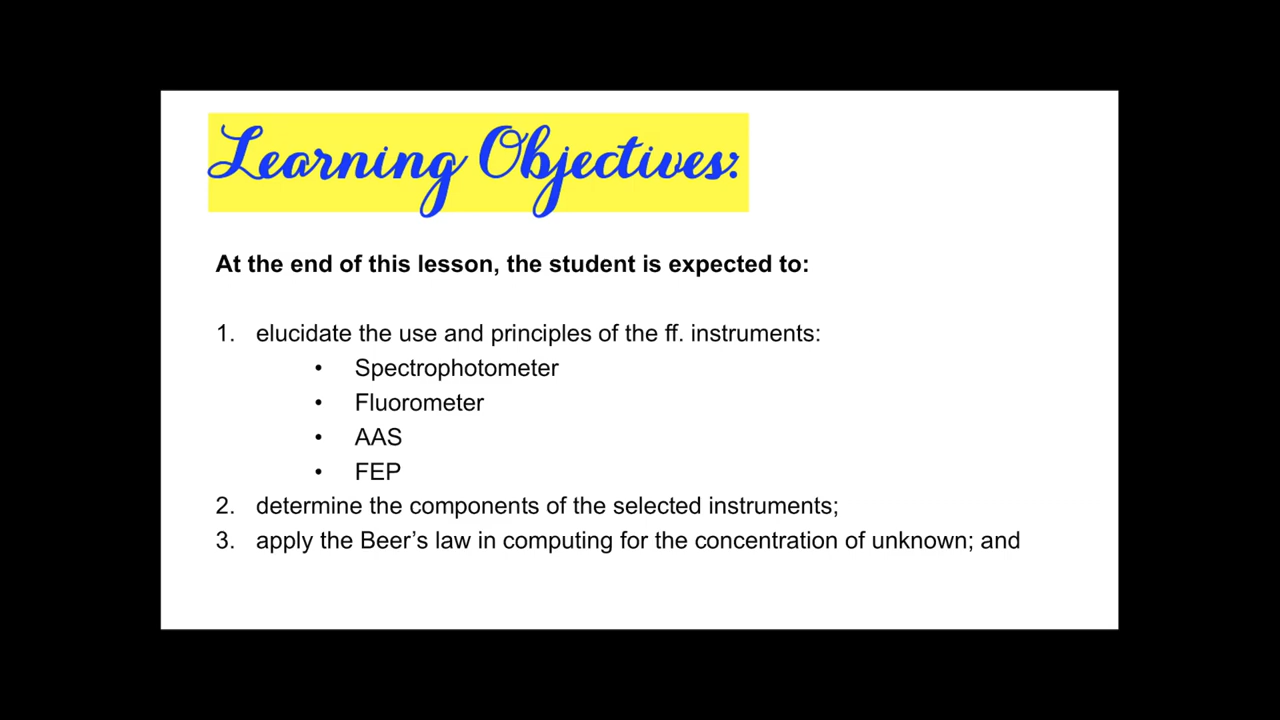 Learning Objectives:
At the end of this lesson, the student is expected to:
1. elucidate the use and principles of the ff. instruments:
• Spectrophotometer
• Fluorometer
• AAS
• FEP
2. determine the components of the selected instruments;
3. apply the Beer’s law in computing for the concentration of unknown; and